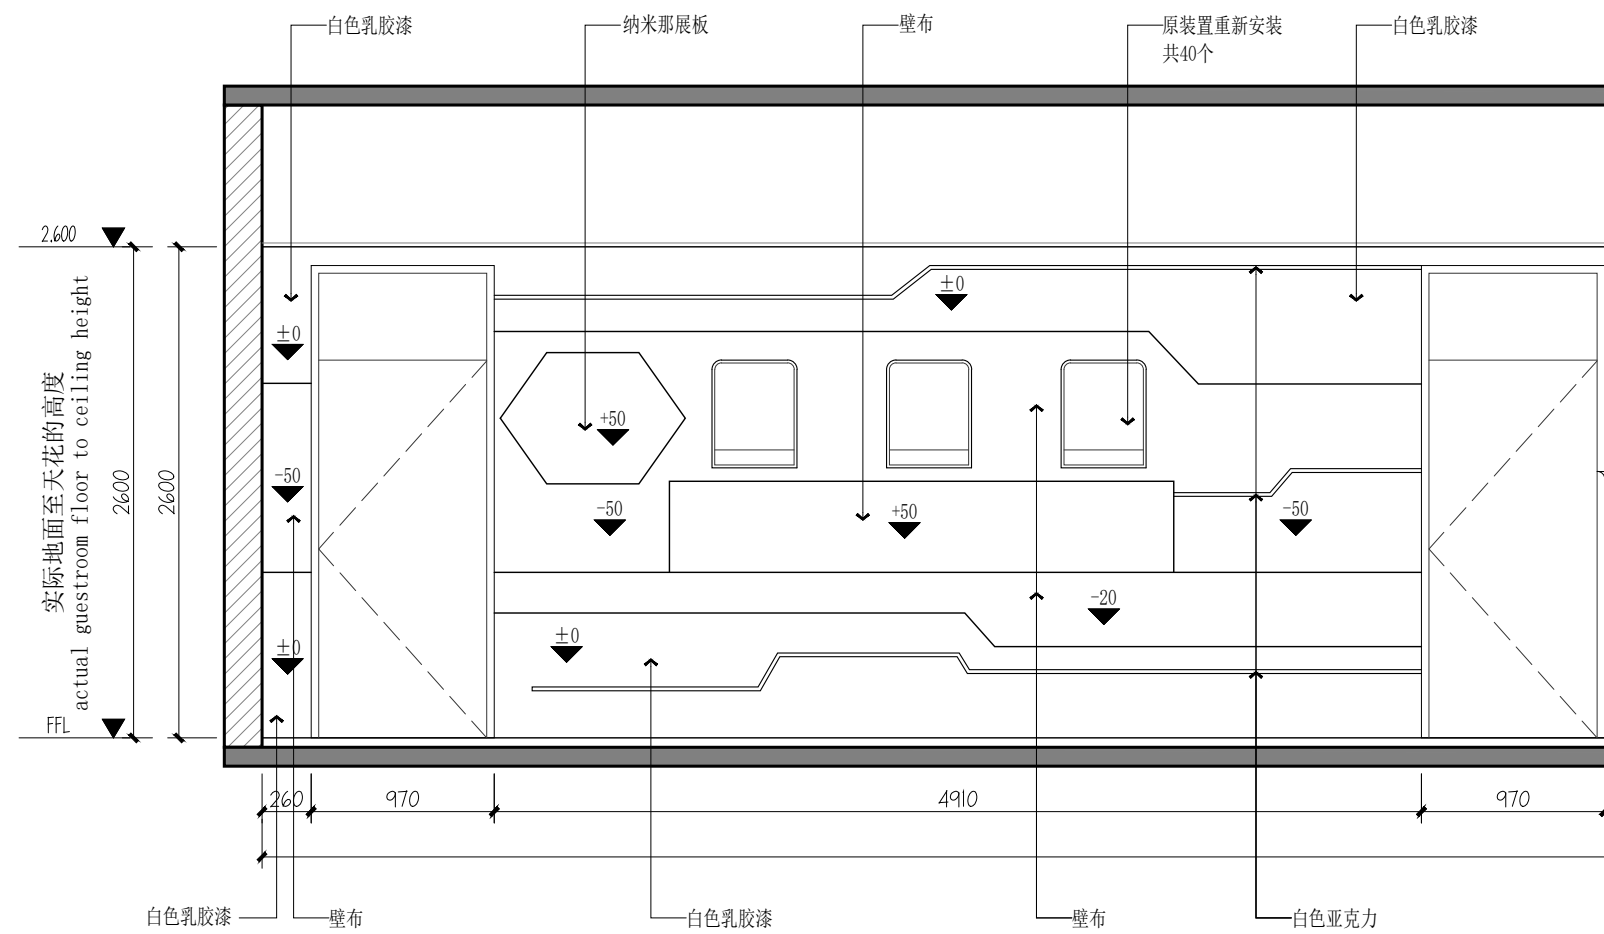 白色乳胶漆
纳米那展板
壁布
原装置重新安装
共40个
白色乳胶漆
2.600
±0
±0
实际地面至天花的高度
actual guestroom floor to ceiling height
2600
2600
+50
-50
-50
+50
-50
-20
±0
±0
FFL
260
970
4910
970
白色乳胶漆
壁布
白色乳胶漆
壁布
白色亚克力